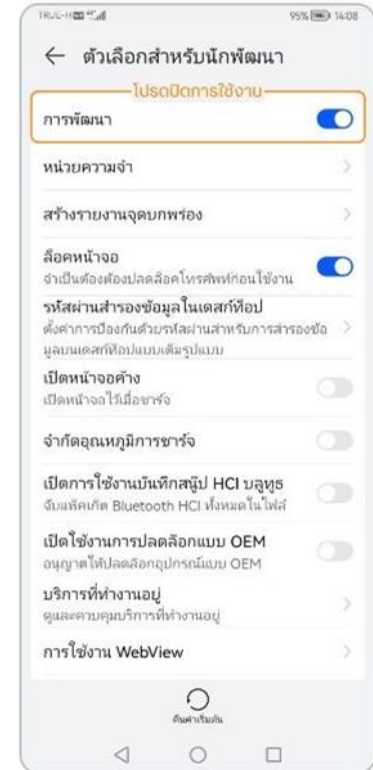 TRUE-H 95% 14:08
ตัวเลือกสำหรับนักพัฒนา
โปรดปิดการใช้งาน
การพัฒนา
หน่วยความจำ
สร้างรายงานจุดบกพร่อง
ล็อคหน้าจอ
จำเป็นต้องต้องปลดล็อคโทรศัพท์ก่อนใช้งาน
รหัสผ่านสำรองข้อมูลในเดสก์ท็อป
ตั้งค่าการป้องกันด้วยรหัสผ่านสำหรับการสำรองข้อ
มูลบนเดสก์ท็อปแบบเต็มรูปแบบ
เปิดหน้าจอค้าง
เปิดหน้าจอไว้เมื่อชาร์จ
จำกัดอุณหภูมิการชาร์จ
เปิดการใช้งานบันทึกสนู๊ป HCI บลูทูธ
จับแพ็คเก็ต Bluetooth HCI ทั้งหมดในไฟล์
เปิดใช้งานการปลดล็อกแบบ OEM
อนุญาตให้ปลดล็อกอุปกรณ์แบบ OEM
บริการที่ทำงานอยู่
ดูและควบคุมบริการที่ทำงานอยู่
การใช้งาน WebView
คืนค่าเริ่มต้น